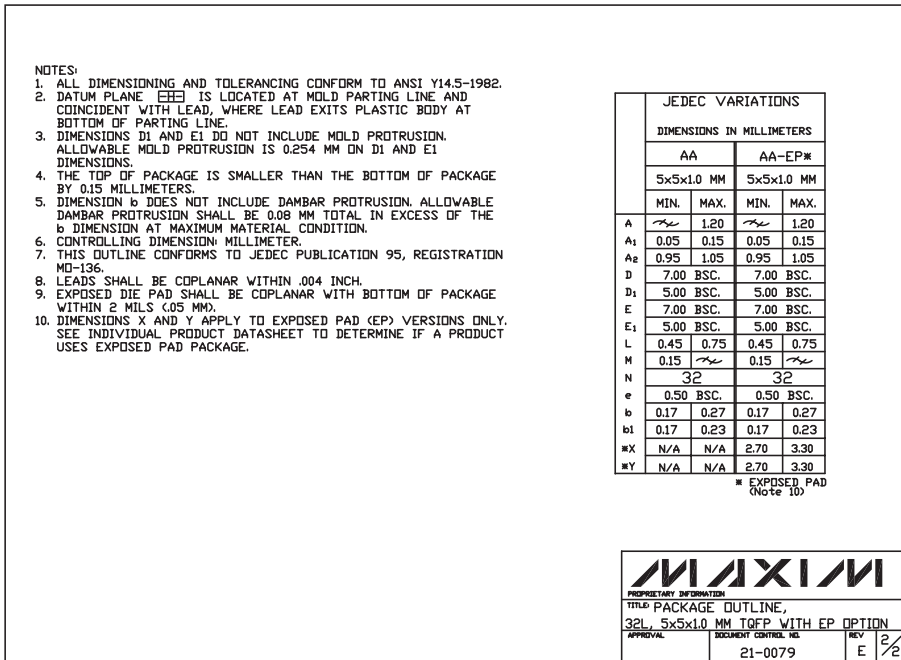 NOTES:
1. ALL DIMENSIONING AND TOLERANCING CONFORM TO ANSI Y14.5-1982.
2. DATUM PLANE -H- IS LOCATED AT MOLD PARTING LINE AND
COINCIDENT WITH LEAD, WHERE LEAD EXITS PLASTIC BODY AT
BOTTOM OF PARTING LINE.
3. DIMENSIONS D1 AND E1 DO NOT INCLUDE MOLD PROTRUSION.
ALLOWABLE MOLD PROTRUSION IS 0.254 MM ON D1 AND E1
DIMENSIONS.
4. THE TOP OF PACKAGE IS SMALLER THAN THE BOTTOM OF PACKAGE
BY 0.15 MILLIMETERS.
5. DIMENSION b DOES NOT INCLUDE DAMBAR PROTRUSION. ALLOWABLE
DAMBAR PROTRUSION SHALL BE 0.08 MM TOTAL IN EXCESS OF THE
b DIMENSION AT MAXIMUM MATERIAL CONDITION.
6. CONTROLLING DIMENSION: MILLIMETER.
7. THIS OUTLINE CONFORMS TO JEDEC PUBLICATION 95, REGISTRATION
MO-136.
8. LEADS SHALL BE COPLANAR WITHIN .004 INCH.
9. EXPOSED DIE PAD SHALL BE COPLANAR WITH BOTTOM OF PACKAGE
WITHIN 2 MILS (.05 MM).
10. DIMENSIONS X AND Y APPLY TO EXPOSED PAD (EP) VERSIONS ONLY.
SEE INDIVIDUAL PRODUCT DATASHEET TO DETERMINE IF A PRODUCT
USES EXPOSED PAD PACKAGE.
JEDEC VARIATIONS
DIMENSIONS IN MILLIMETERS
AA AA-EP*
5x5x1.0 MM 5x5x1.0 MM
MIN. MAX. MIN. MAX.
A 1.20 1.20
A1 0.05 0.15 0.05 0.15
A2 0.95 1.05 0.95 1.05
D 7.00 BSC. 7.00 BSC.
D1 5.00 BSC. 5.00 BSC.
E 7.00 BSC. 7.00 BSC.
E1 5.00 BSC. 5.00 BSC.
L 0.45 0.75 0.45 0.75
M 0.15 0.15
N 32 32
e 0.50 BSC. 0.50 BSC.
b 0.17 0.27 0.17 0.27
b1 0.17 0.23 0.17 0.23
*X N/A N/A 2.70 3.30
*Y N/A N/A 2.70 3.30
* EXPOSED PAD
(Note 10)
MAXIM
PROPRIETARY INFORMATION
TITLE: PACKAGE OUTLINE,
32L, 5x5x1.0 MM TQFP WITH EP OPTION
APPROVAL DOCUMENT CONTROL NO. REV 2/2
21-0079 E